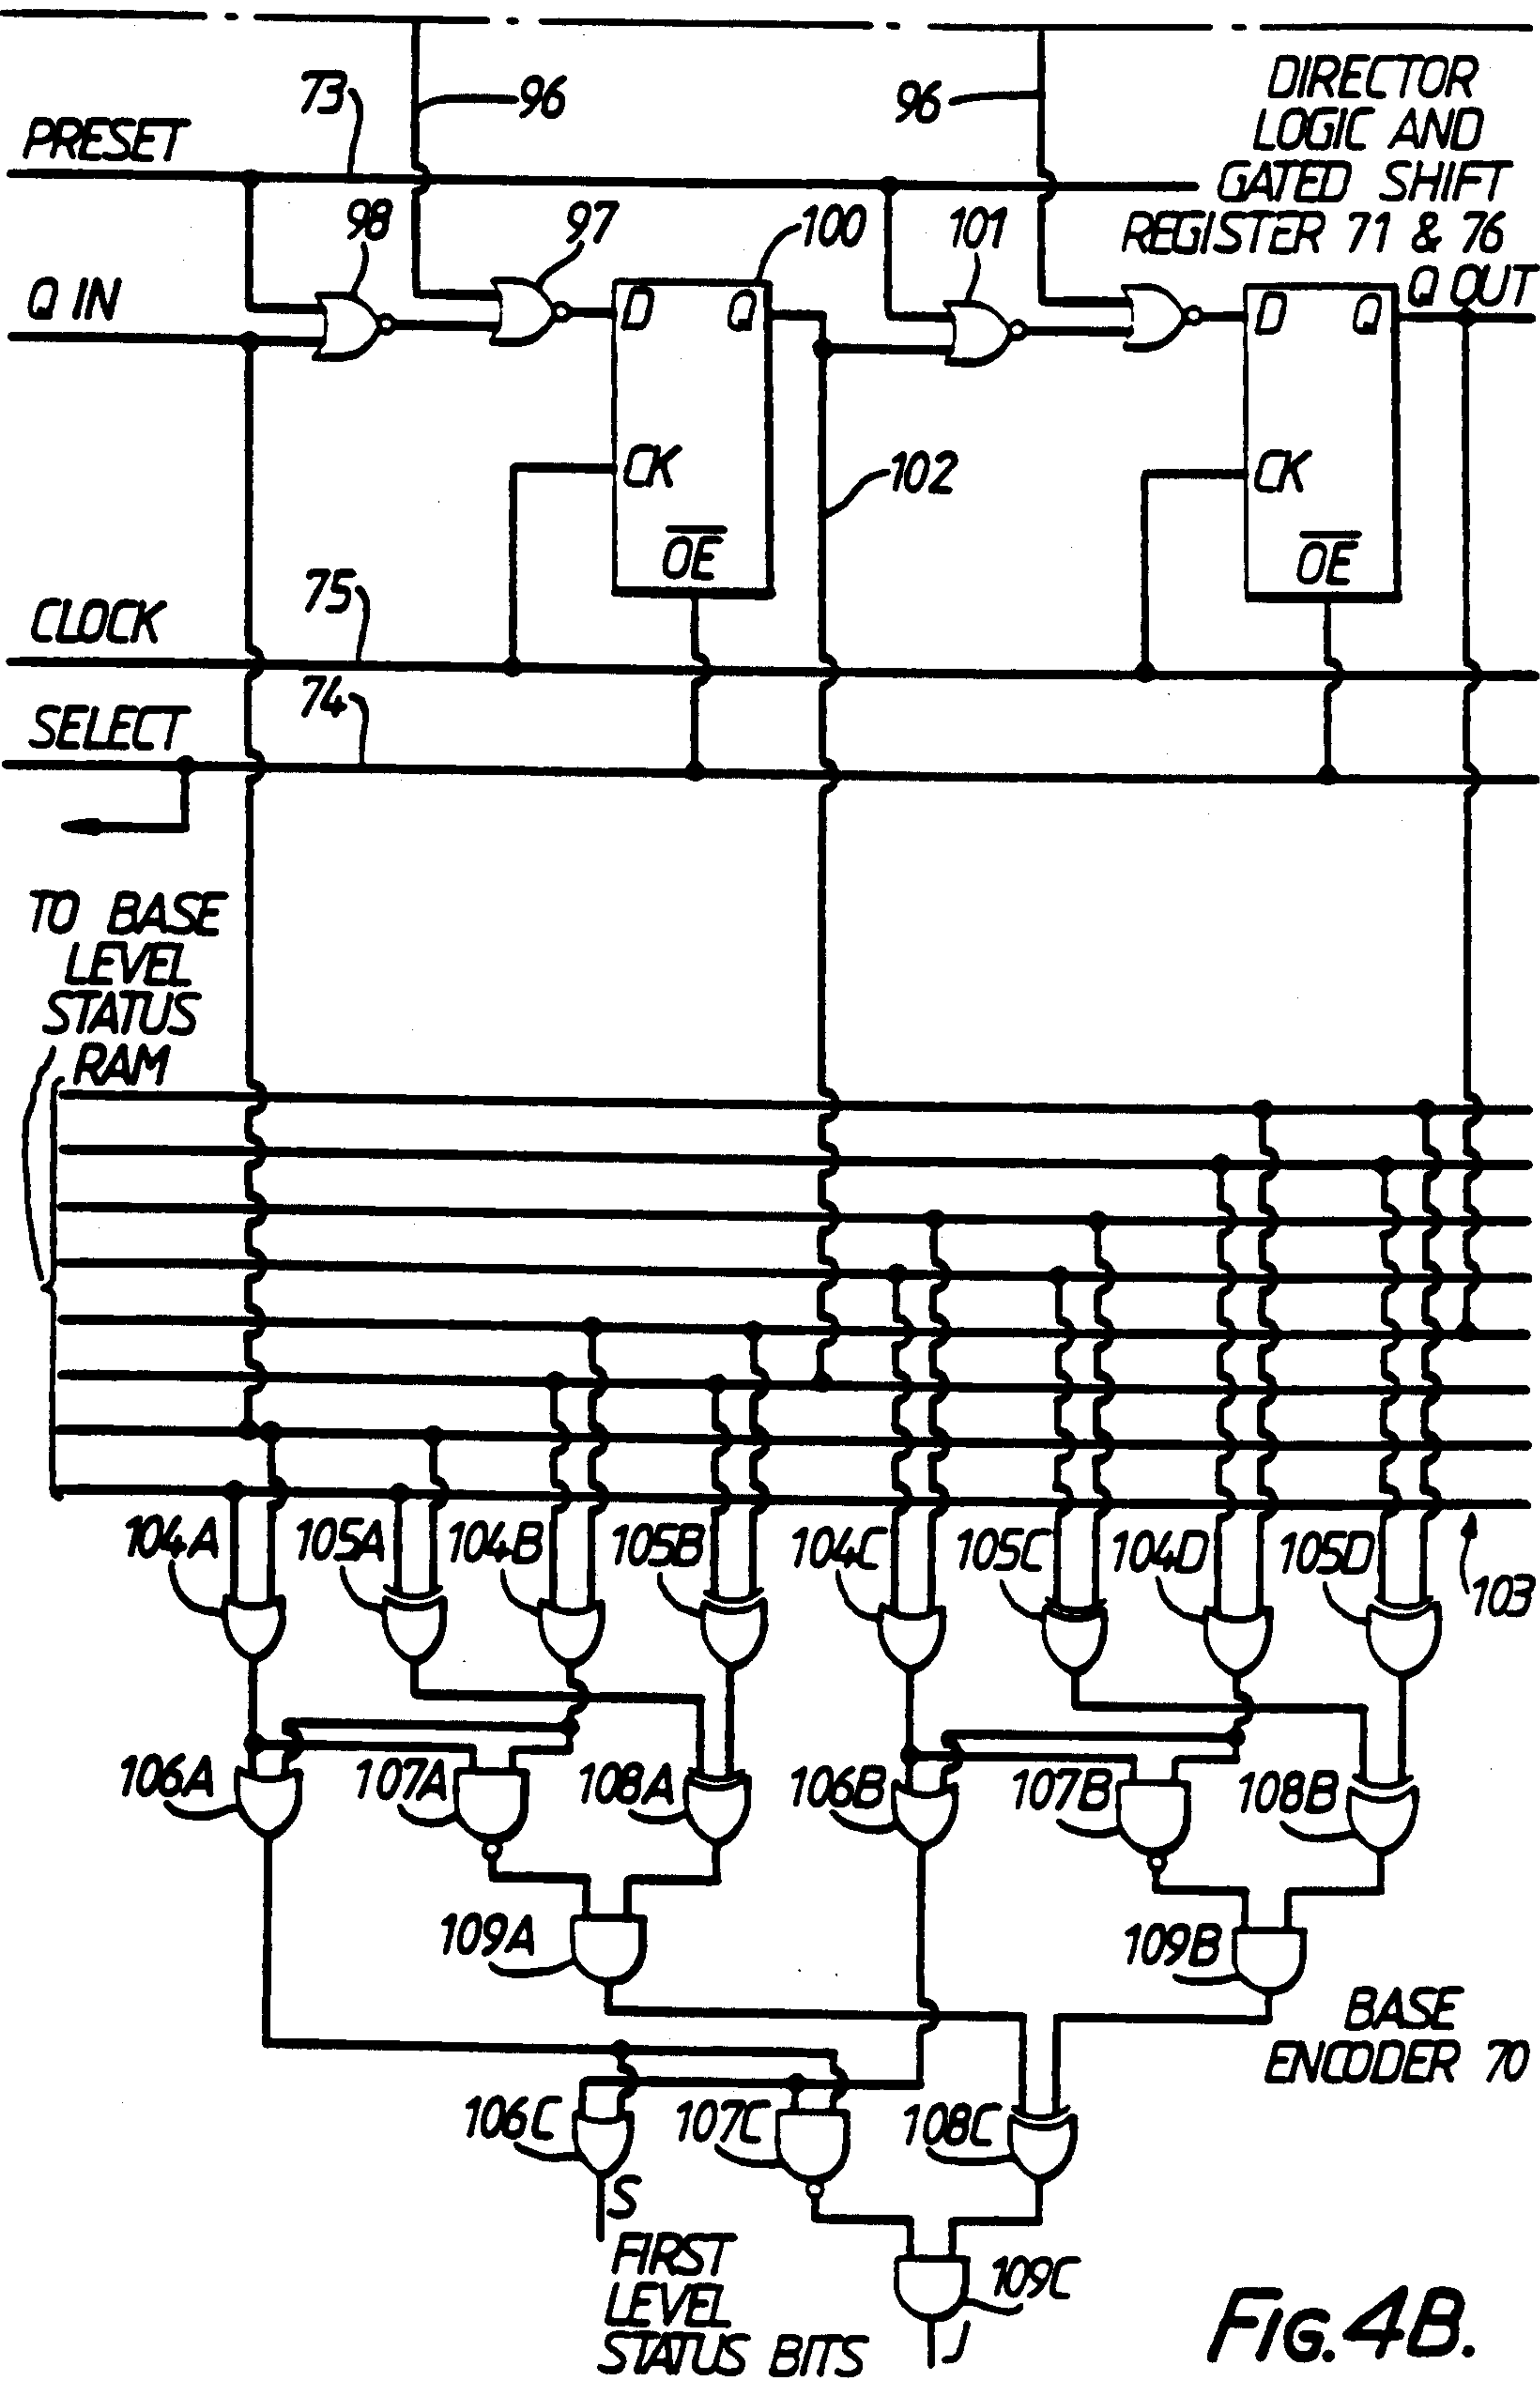 73
96
96
DIRECTOR
LOGIC AND
GATED SHIFT
REGISTER 71 & 76
PRESET
98
97
100
101
Q IN
D
Q
D
Q
Q OUT
CK
CK
102
OE
OE
75
CLOCK
74
SELECT
TO BASE
LEVEL
STATUS
RAM
104A
105A
104B
105B
104C
105C
104D
105D
103
106A
107A
108A
106B
107B
108B
109A
109B
BASE
ENCODER 70
106C
107C
108C
S
FIRST
LEVEL
STATUS BITS
109C
J
FIG. 4B.